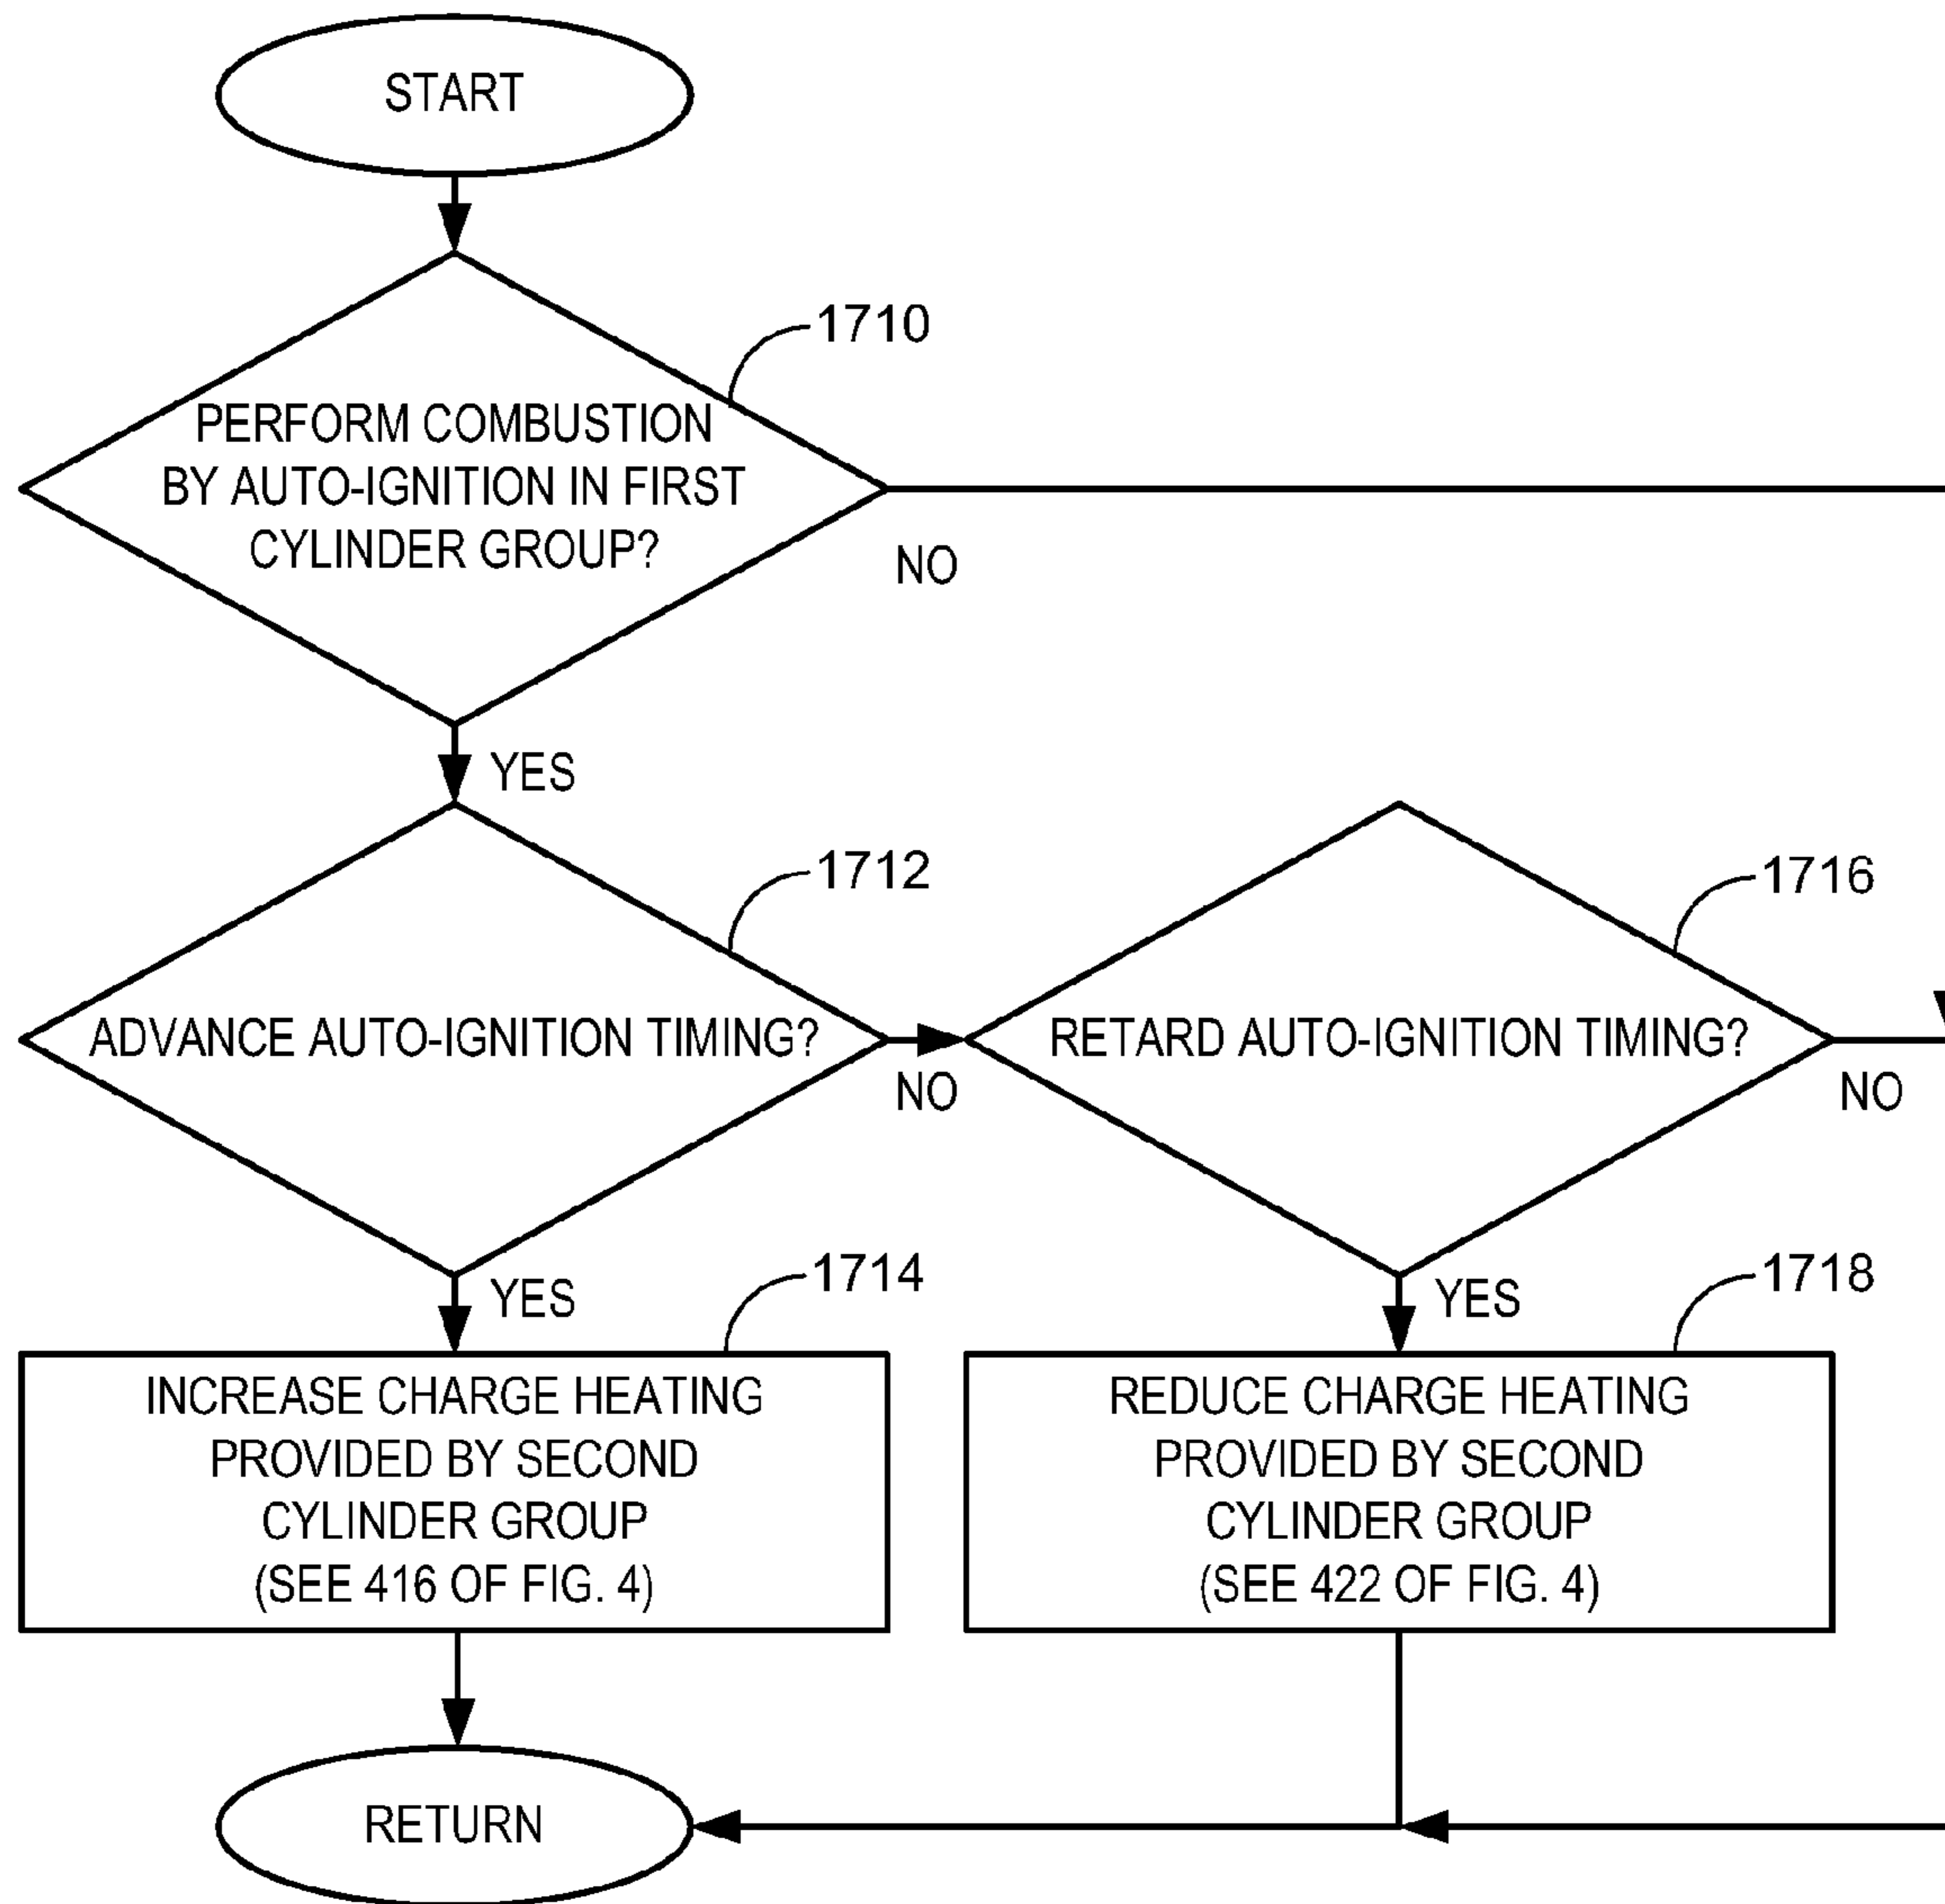 START
1710
PERFORM COMBUSTION
BY AUTO-IGNITION IN FIRST
CYLINDER GROUP?
NO
YES
1712
ADVANCE AUTO-IGNITION TIMING?
NO
1716
RETARD AUTO-IGNITION TIMING?
NO
YES
1714
INCREASE CHARGE HEATING
PROVIDED BY SECOND
CYLINDER GROUP
(SEE 416 OF FIG. 4)
YES
1718
REDUCE CHARGE HEATING
PROVIDED BY SECOND
CYLINDER GROUP
(SEE 422 OF FIG. 4)
RETURN